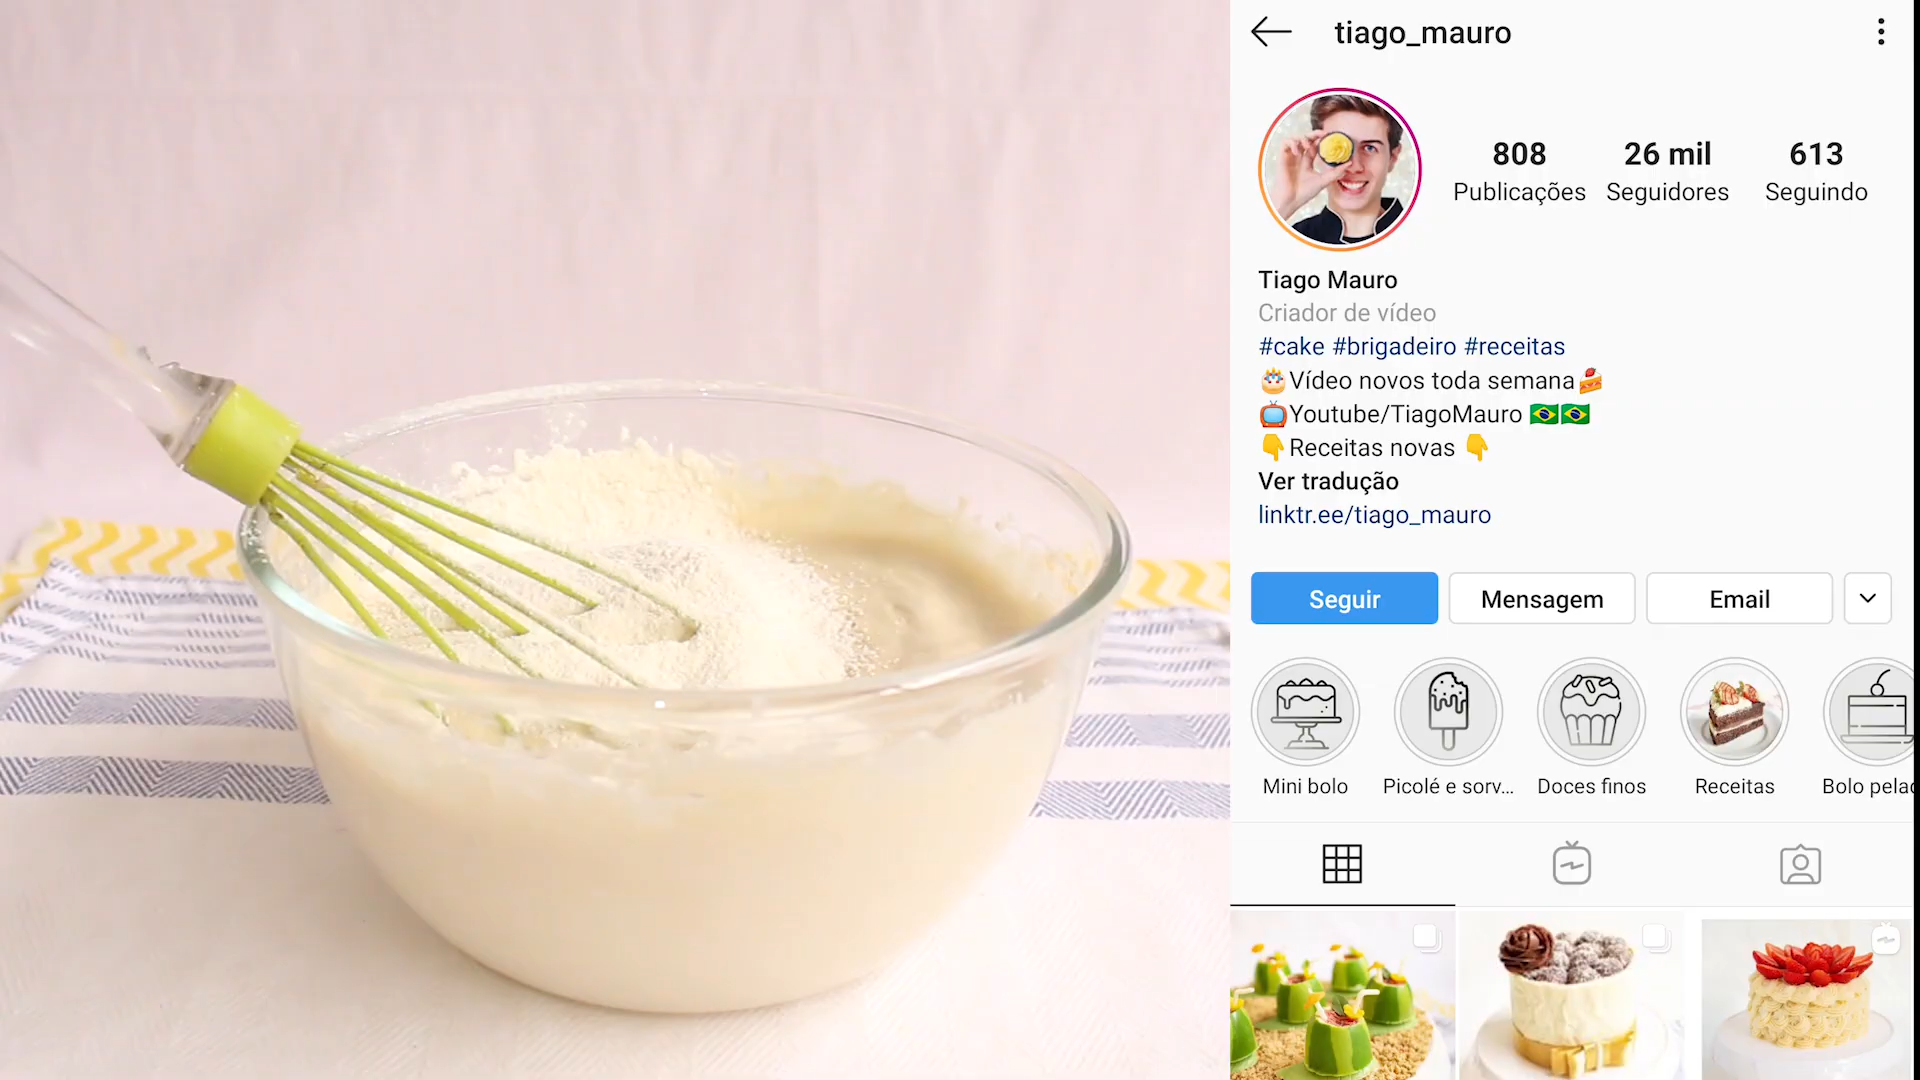 tiago_mauro
808
26 mil
613
Publicações
Seguidores
Seguindo
Tiago Mauro
Criador de vídeo
#cake #brigadeiro #receitas
🎂Vídeo novos toda semana🍰
📺Youtube/TiagoMauro 🇧🇷🇧🇷
👇Receitas novas 👇
Ver tradução
linktr.ee/tiago_mauro
Seguir
Mensagem
Email
Mini bolo
Picolé e sorv...
Doces finos
Receitas
Bolo pelad